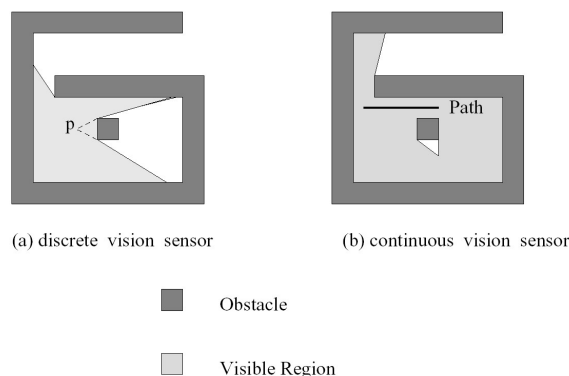 p
Path
(a) discrete vision sensor
(b) continuous vision sensor
Obstacle
Visible Region